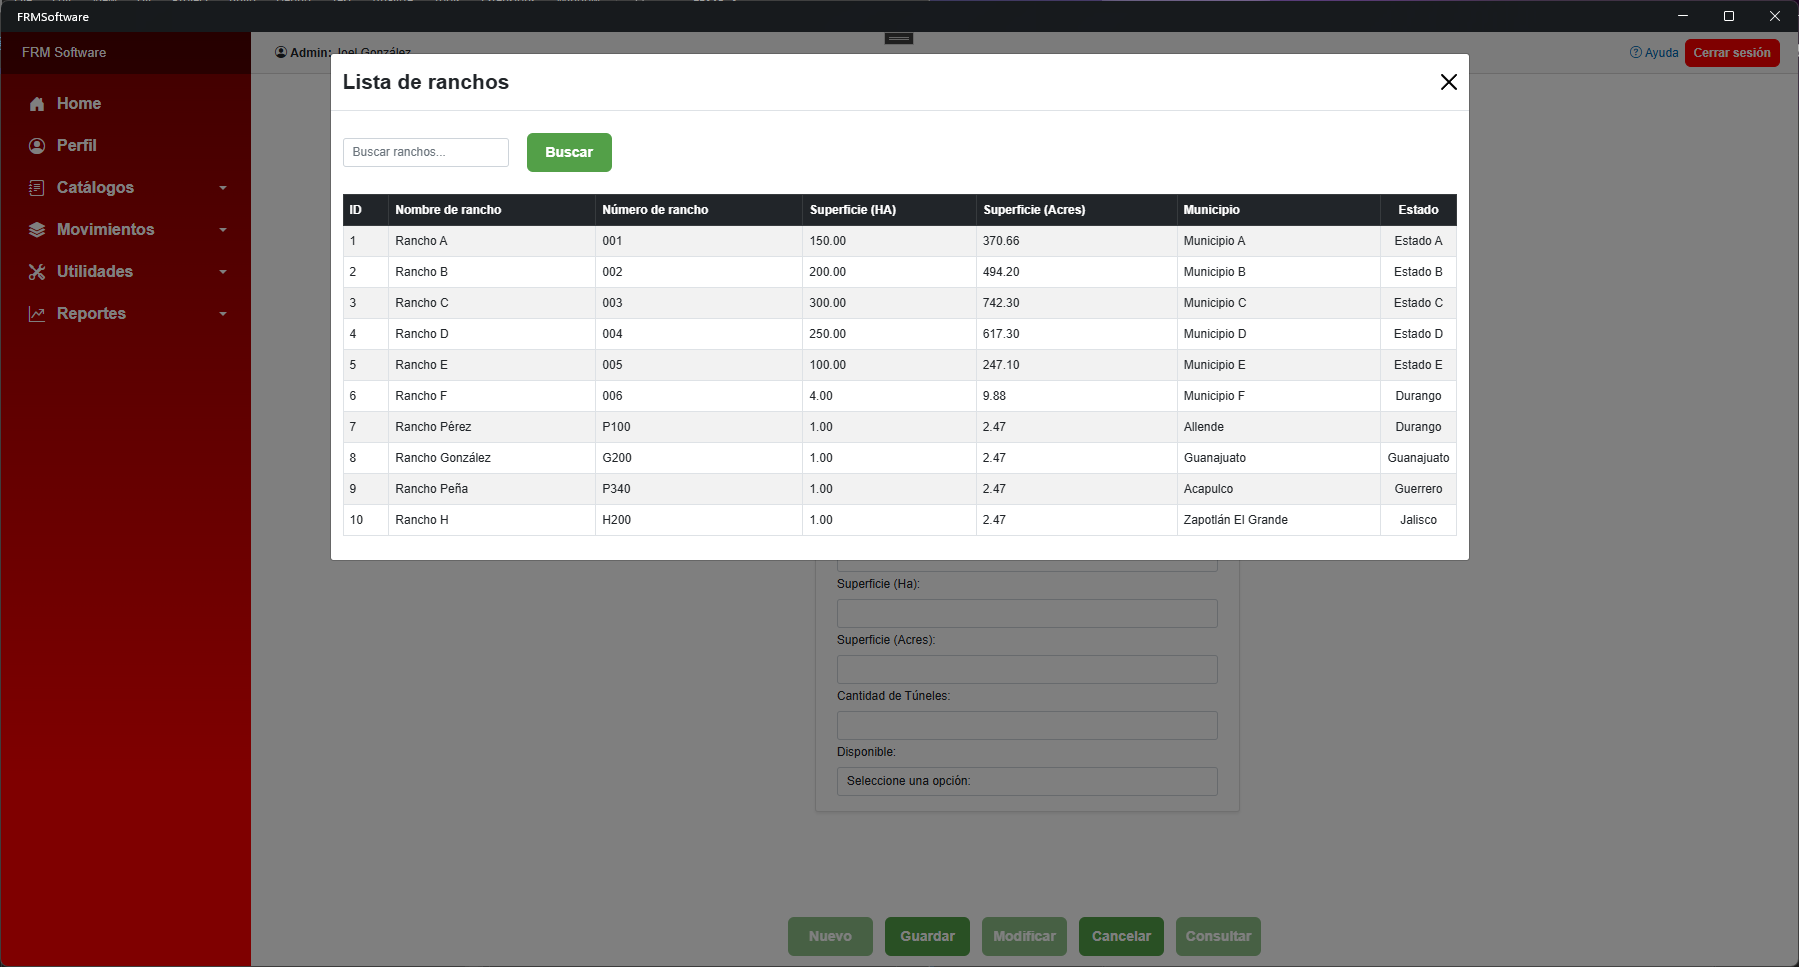 FRMSoftware
FRM Software
Admin: Joel González
Ayuda
Cerrar sesión
Home
Perfil
Catálogos
Movimientos
Utilidades
Reportes
Lista de ranchos
Buscar ranchos...
Buscar
ID Nombre de rancho Número de rancho Superficie (HA) Superficie (Acres) Municipio Estado
1 Rancho A 001 150.00 370.66 Municipio A Estado A
2 Rancho B 002 200.00 494.20 Municipio B Estado B
3 Rancho C 003 300.00 742.30 Municipio C Estado C
4 Rancho D 004 250.00 617.30 Municipio D Estado D
5 Rancho E 005 100.00 247.10 Municipio E Estado E
6 Rancho F 006 4.00 9.88 Municipio F Durango
7 Rancho Pérez P100 1.00 2.47 Allende Durango
8 Rancho González G200 1.00 2.47 Guanajuato Guanajuato
9 Rancho Peña P340 1.00 2.47 Acapulco Guerrero
10 Rancho H H200 1.00 2.47 Zapotlán El Grande Jalisco
Superficie (Ha):
Superficie (Acres):
Cantidad de Túneles:
Disponible:
Seleccione una opción:
Nuevo
Guardar
Modificar
Cancelar
Consultar